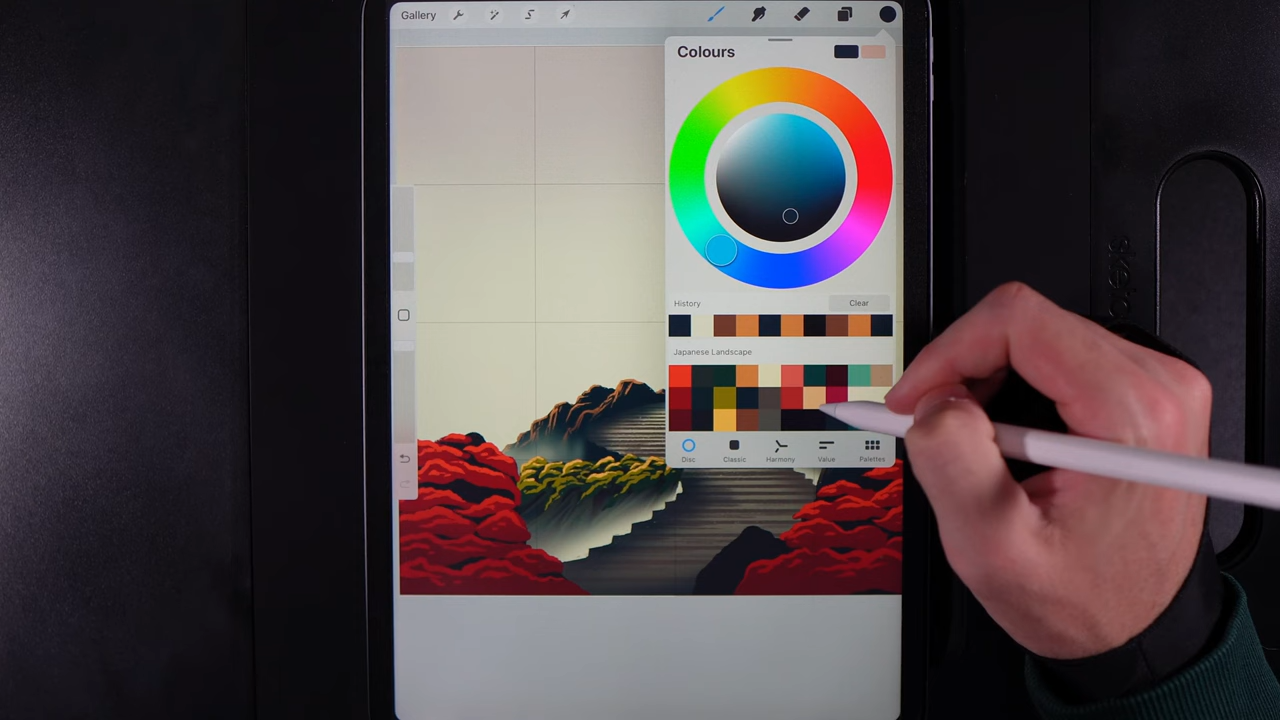 Gallery
Colours
History
Clear
Japanese Landscape
Disc
Classic
Harmony
Value
Palettes